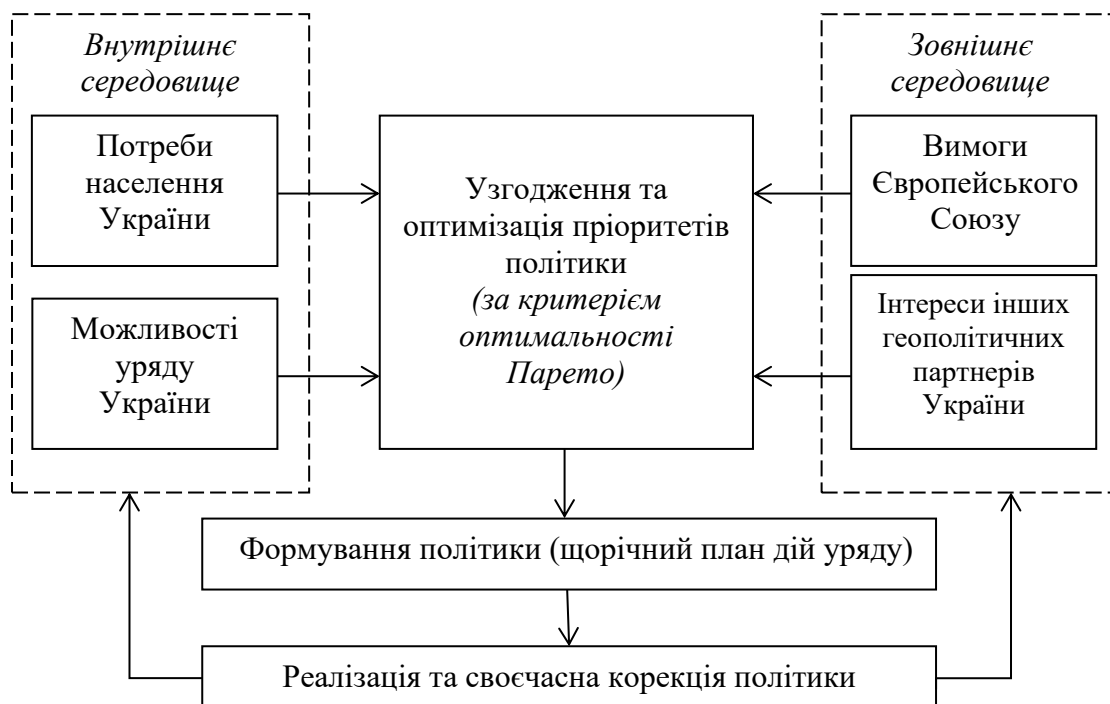 Внутрішнє
середовище
Потреби
населення
України
Можливості
уряду
України
Узгодження та
оптимізація пріоритетів
політики
(за критерієм
оптимальності
Парето)
Зовнішнє
середовище
Вимоги
Європейського
Союзу
Інтереси інших
геополітичних
партнерів
України
Формування політики (щорічний план дій уряду)
Реалізація та своєчасна корекція політики